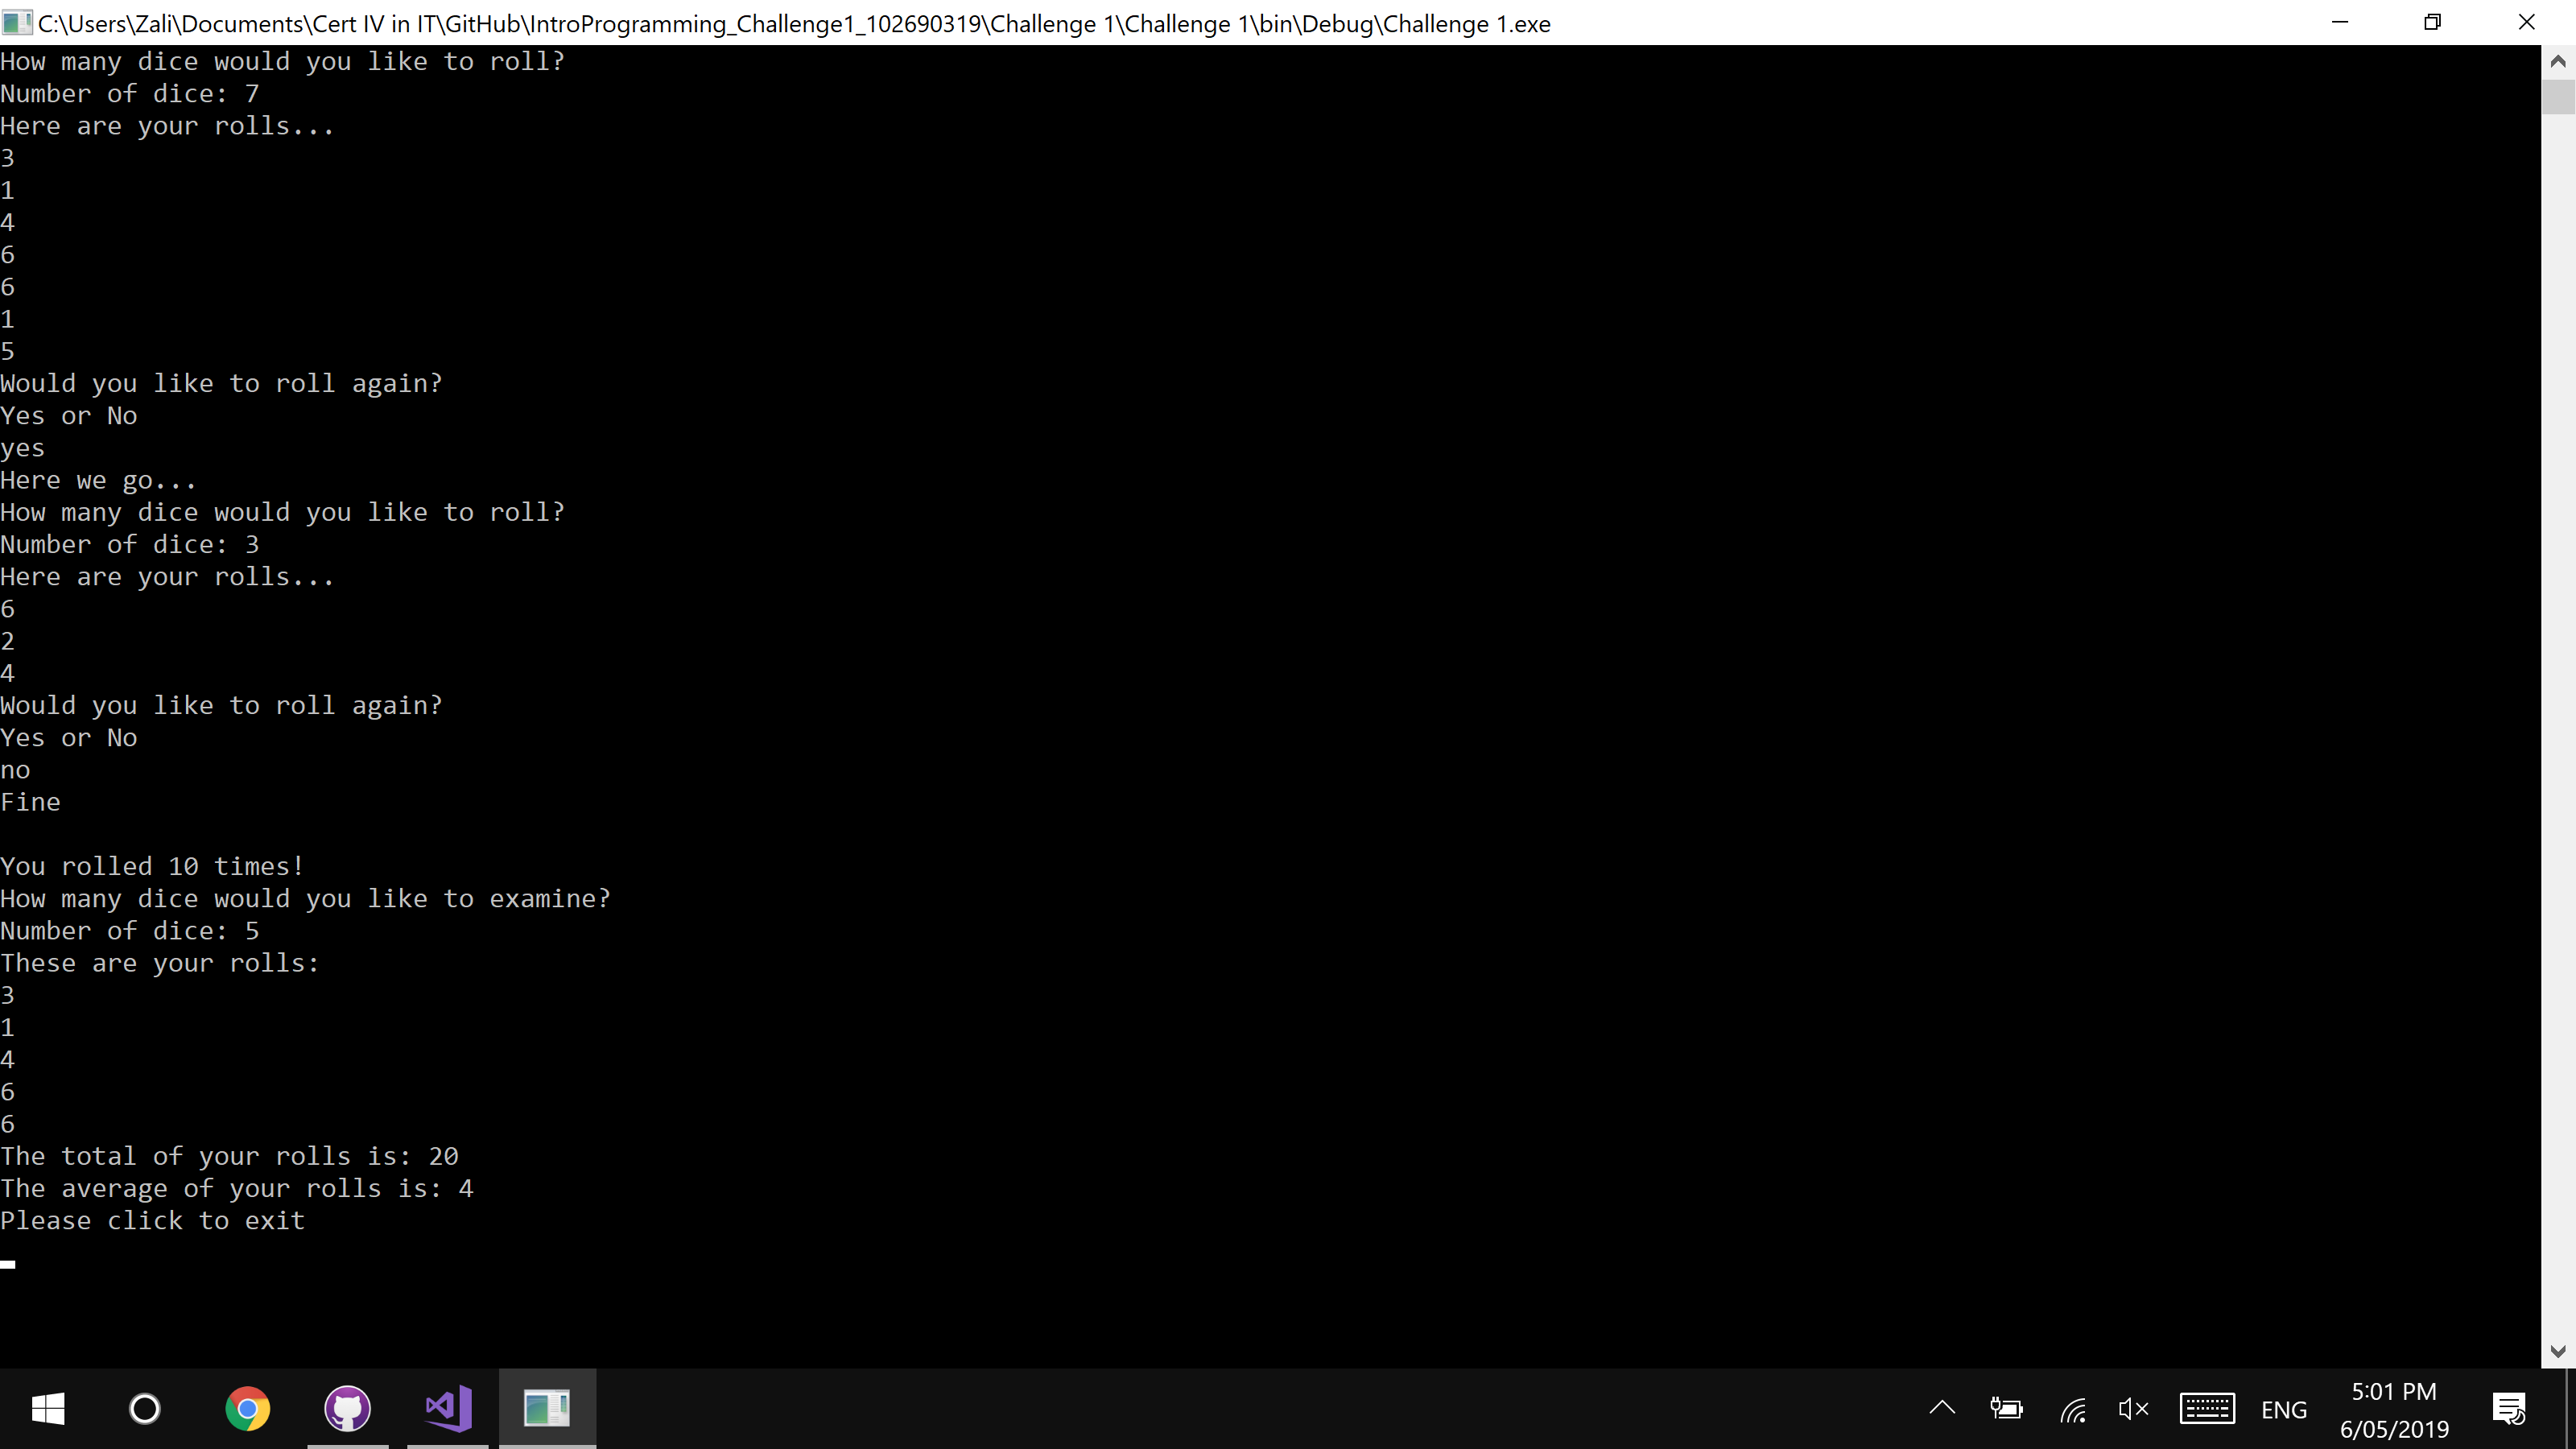 C:\Users\Zali\Documents\Cert IV in IT\GitHub\IntroProgramming_Challenge1_102690319\Challenge 1\Challenge 1\bin\Debug\Challenge 1.exe
How many dice would you like to roll?
Number of dice: 7
Here are your rolls...
3
1
4
6
6
1
5
Would you like to roll again?
Yes or No
yes
Here we go...
How many dice would you like to roll?
Number of dice: 3
Here are your rolls...
6
2
4
Would you like to roll again?
Yes or No
no
Fine
You rolled 10 times!
How many dice would you like to examine?
Number of dice: 5
These are your rolls:
3
1
4
6
6
The total of your rolls is: 20
The average of your rolls is: 4
Please click to exit
ENG
5:01 PM
6/05/2019